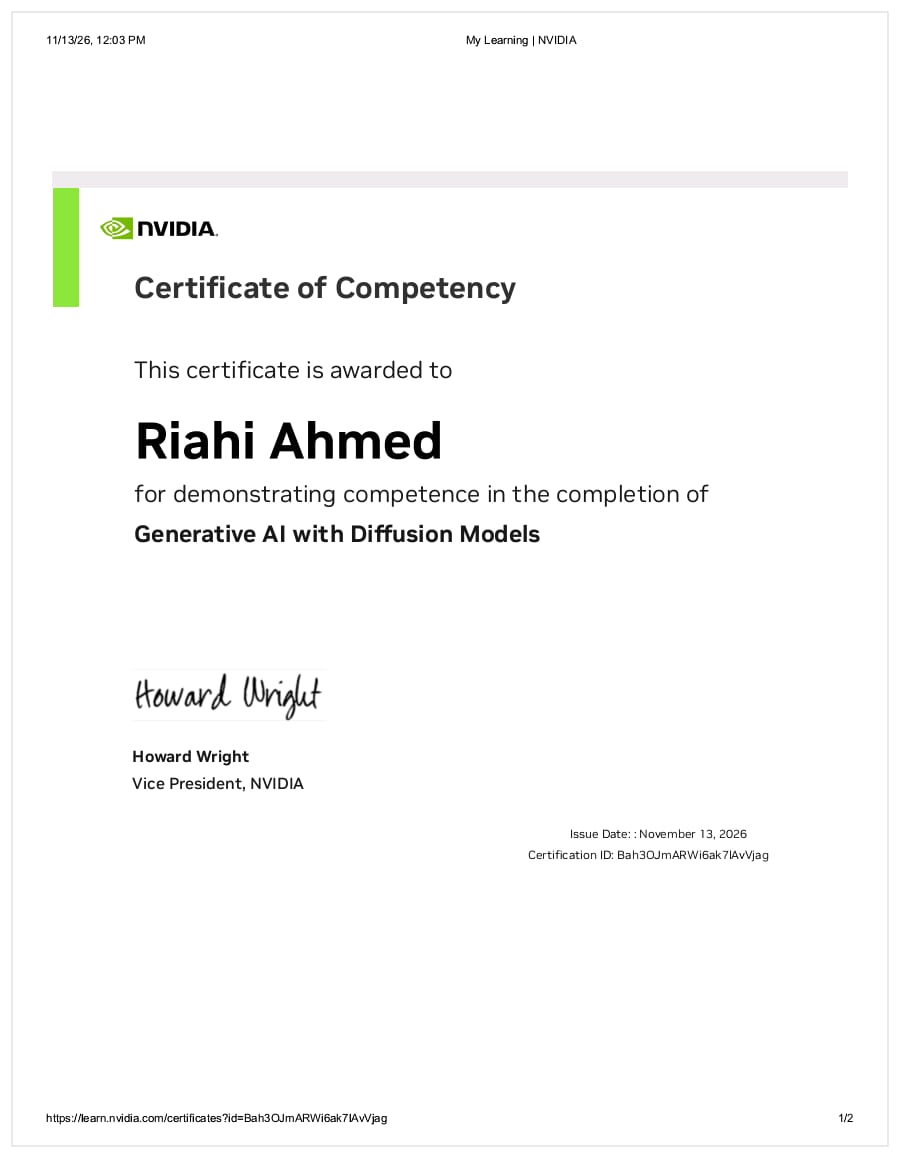 11/13/26, 12:03 PM My Learning | NVIDIA
NVIDIA.
Certificate of Competency
This certificate is awarded to
Riahi Ahmed
for demonstrating competence in the completion of
Generative AI with Diffusion Models
Howard Wright
Howard Wright
Vice President, NVIDIA
Issue Date: : November 13, 2026
Certification ID: Bah3OJmARWi6ak7lAvVjag
https://learn.nvidia.com/certificates?id=Bah3OJmARWi6ak7lAvVjag 1/2